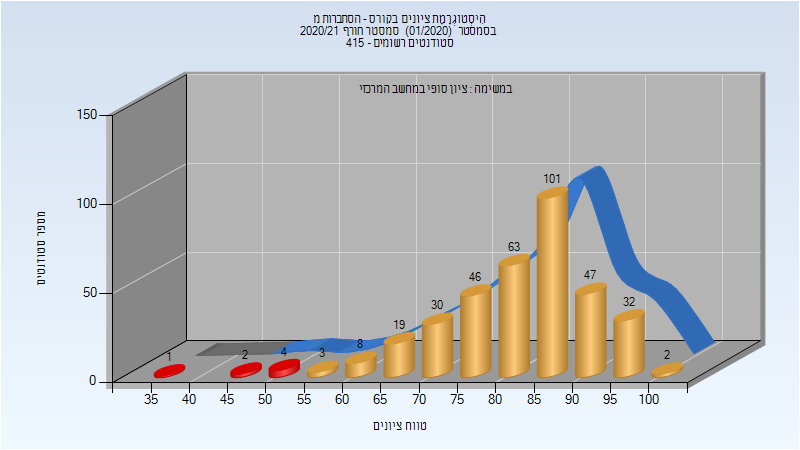 היסטוגרמת ציונים בקורס - הסתברות מ
בסמסטר (01/2020) סמסטר חורף 2020/21
סטודנטים רשומים - 415
במשימה : ציון סופי במחשב המרכזי
מספר סטודנטים
150
100
50
0
1
2
4
3
8
19
30
46
63
101
47
32
2
35 40 45 50 55 60 65 70 75 80 85 90 95 100
טווח ציונים